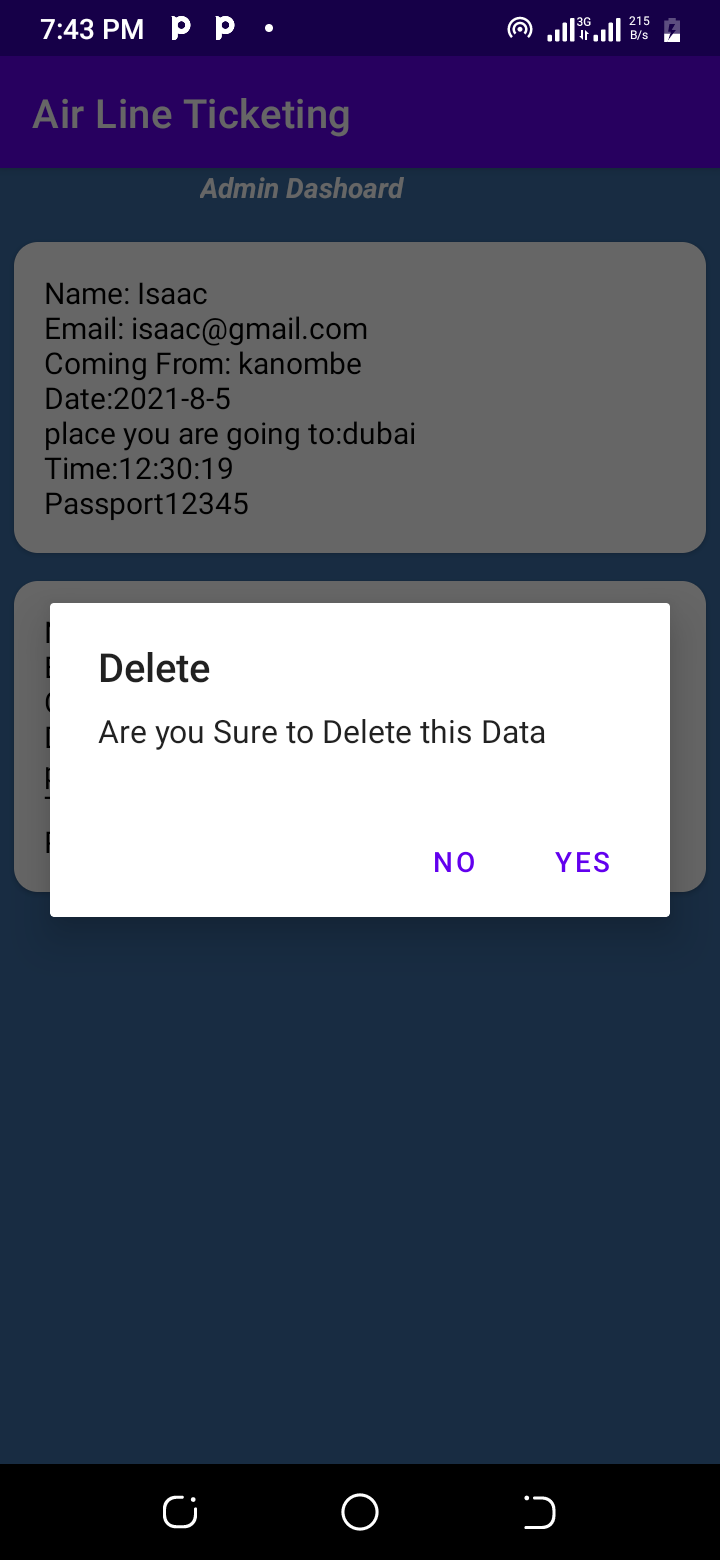 7:43 PM
3G
215
B/s
Air Line Ticketing
Admin Dashoard
Name: Isaac
Email: isaac@gmail.com
Coming From: kanombe
Date:2021-8-5
place you are going to:dubai
Time:12:30:19
Passport12345
Delete
Are you Sure to Delete this Data
NO
YES